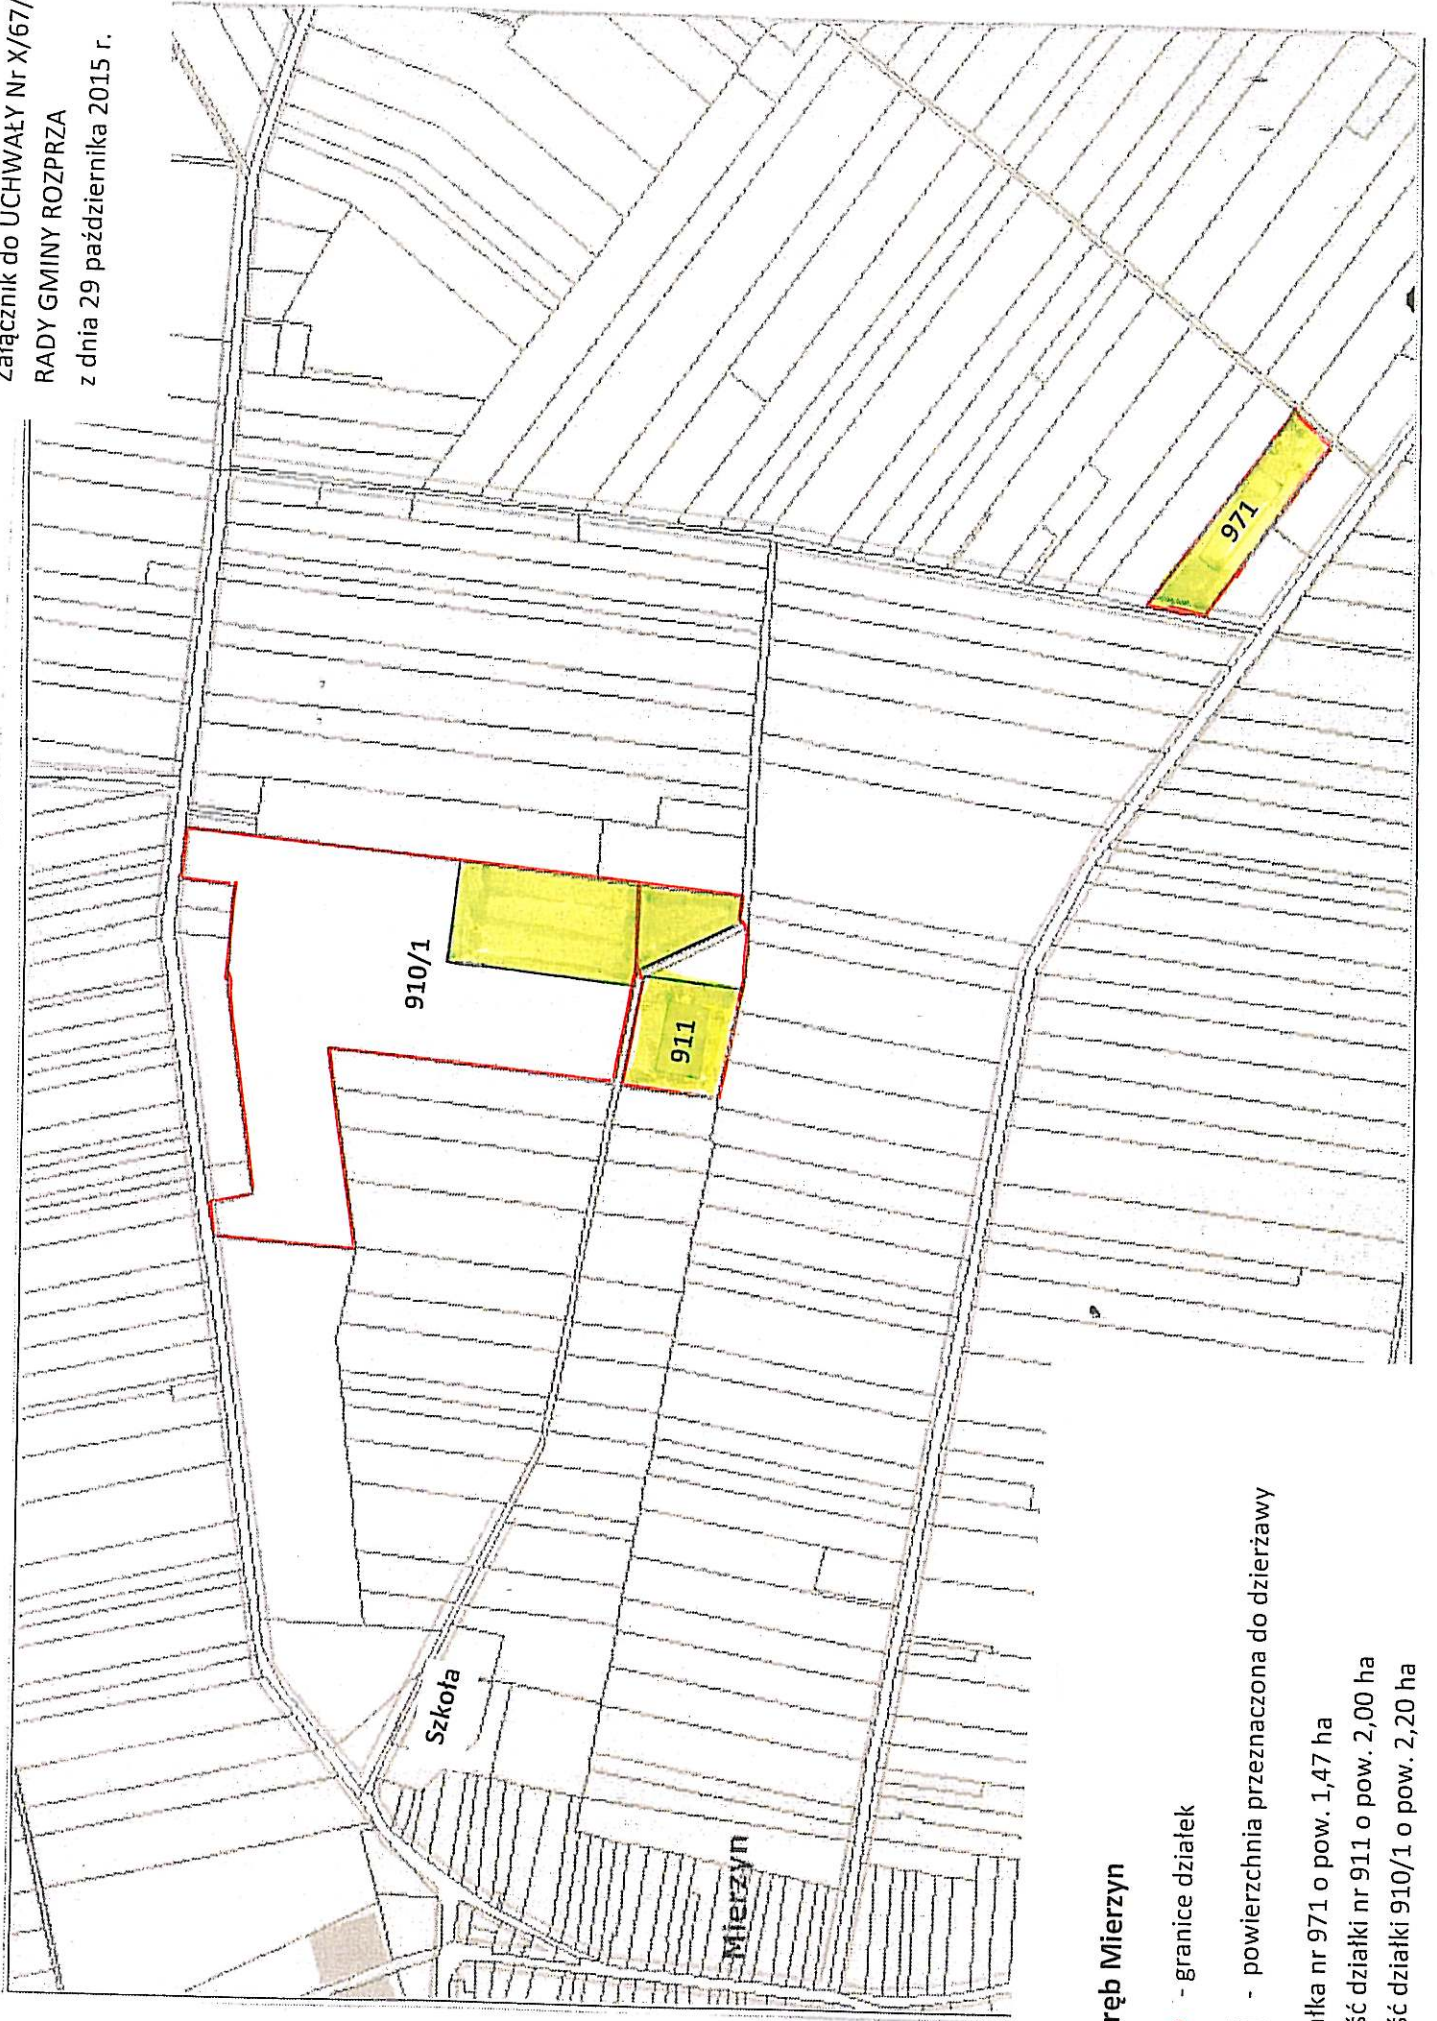 Załącznik do UCHWAŁY Nr X/67/
RADY GMINY ROZPRZA
z dnia 29 października 2015 r.
910/1
911
971
Szkoła
Mierzyn
ręb Mierzyn
- granice działek
- powierzchnia przeznaczona do dzierżawy
ałka nr 971 o pow. 1,47 ha
ść działki nr 911 o pow. 2,00 ha
ść działki 910/1 o pow. 2,20 ha